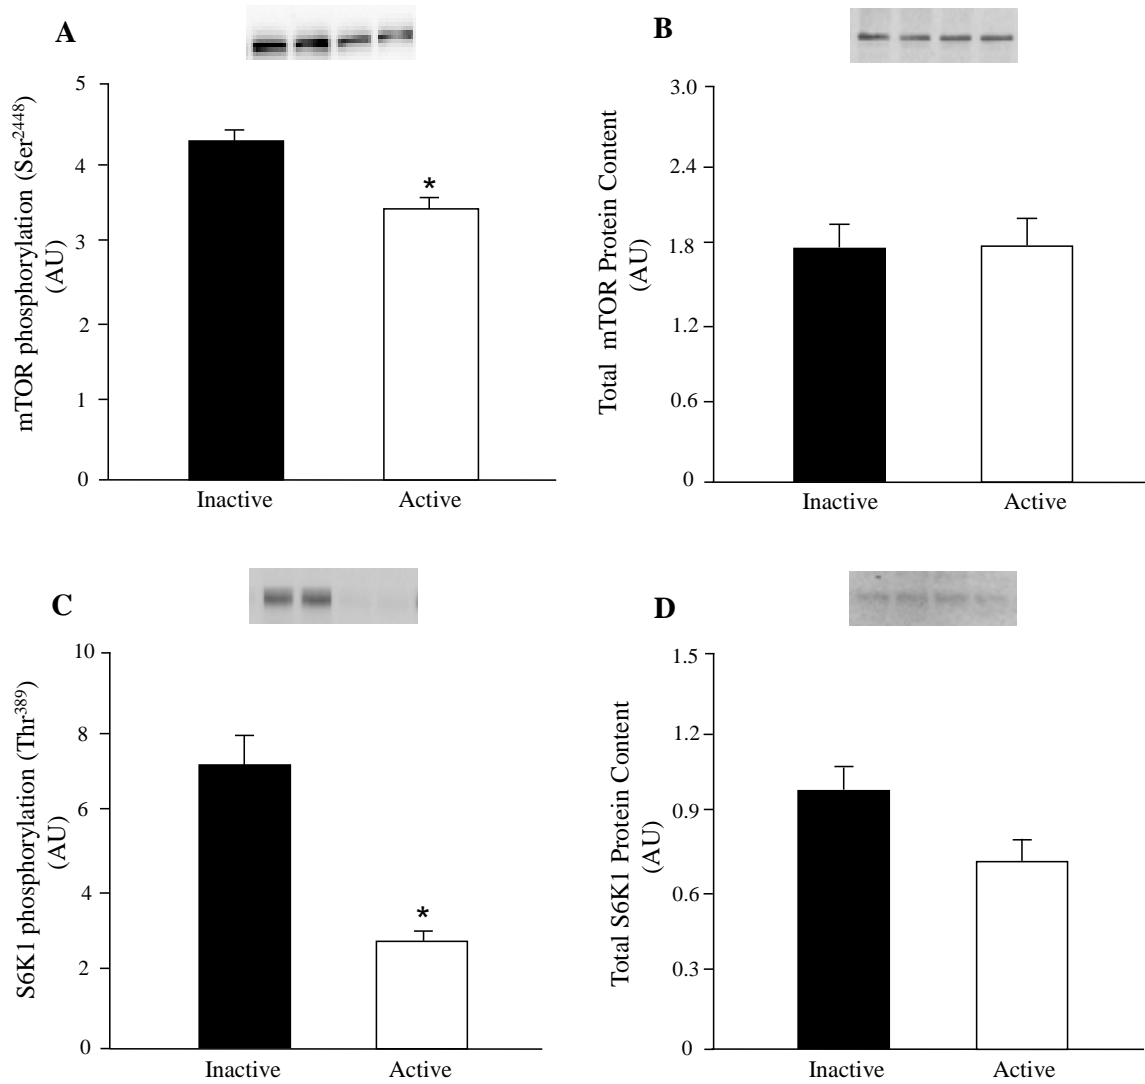 A
mTOR phosphorylation (Ser2448)
(AU)
5
4
3
2
1
0
*
Inactive Active
B
Total mTOR Protein Content
(AU)
3.0
2.4
1.8
1.2
0.6
0
Inactive Active
C
S6K1 phosphorylation (Thr389)
(AU)
10
8
6
4
2
0
*
Inactive Active
D
Total S6K1 Protein Content
(AU)
1.5
1.2
0.9
0.6
0.3
0
Inactive Active